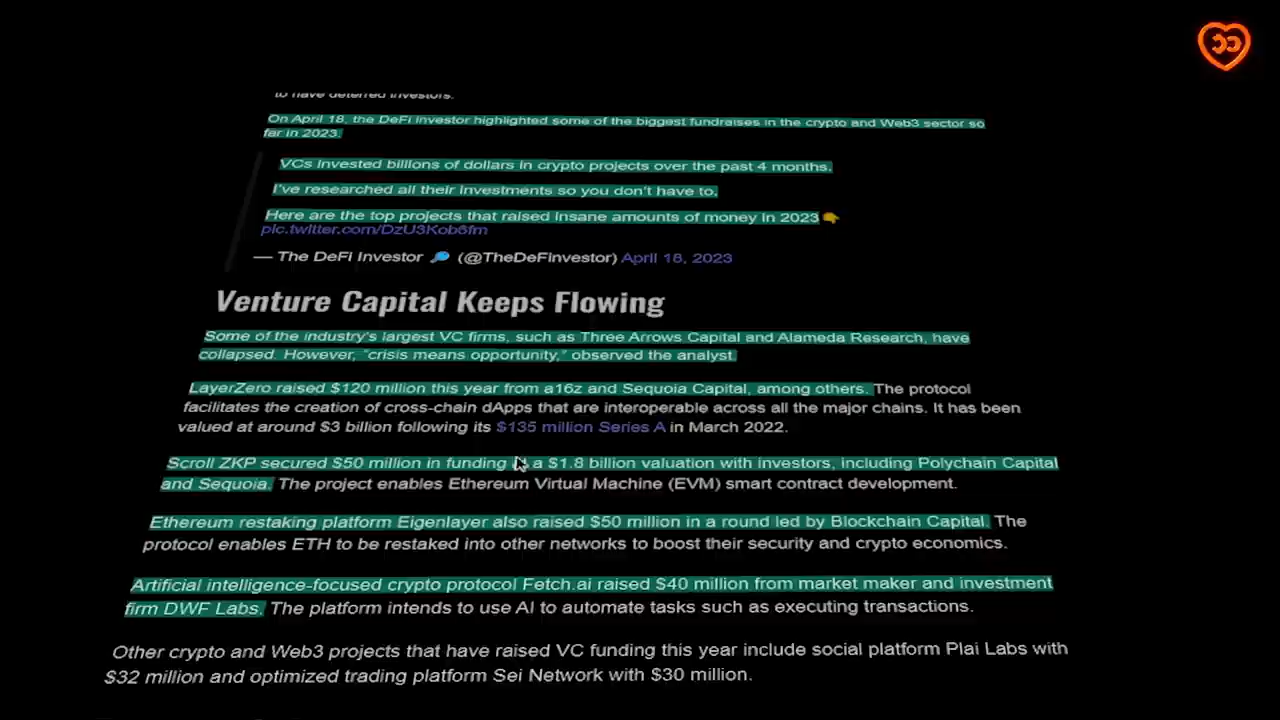 to have deterred investors.
On April 18, the DeFi Investor highlighted some of the biggest fundraises in the crypto and Web3 sector so
far in 2023.
VCs invested billions of dollars in crypto projects over the past 4 months.
I've researched all their investments so you don't have to.
Here are the top projects that raised insane amounts of money in 2023
pic.twitter.com/DzU3Kob6fm
— The DeFi Investor (@TheDeFinvestor) April 18, 2023
Venture Capital Keeps Flowing
Some of the industry's largest VC firms, such as Three Arrows Capital and Alameda Research, have
collapsed. However, "crisis means opportunity," observed the analyst.
LayerZero raised $120 million this year from a16z and Sequoia Capital, among others. The protocol
facilitates the creation of cross-chain dApps that are interoperable across all the major chains. It has been
valued at around $3 billion following its $135 million Series A in March 2022.
Scroll ZKP secured $50 million in funding a $1.8 billion valuation with investors, including Polychain Capital
and Sequoia. The project enables Ethereum Virtual Machine (EVM) smart contract development.
Ethereum restaking platform Eigenlayer also raised $50 million in a round led by Blockchain Capital. The
protocol enables ETH to be restaked into other networks to boost their security and crypto economics.
Artificial intelligence-focused crypto protocol Fetch.ai raised $40 million from market maker and investment
firm DWF Labs. The platform intends to use AI to automate tasks such as executing transactions.
Other crypto and Web3 projects that have raised VC funding this year include social platform Plai Labs with
$32 million and optimized trading platform Sei Network with $30 million.